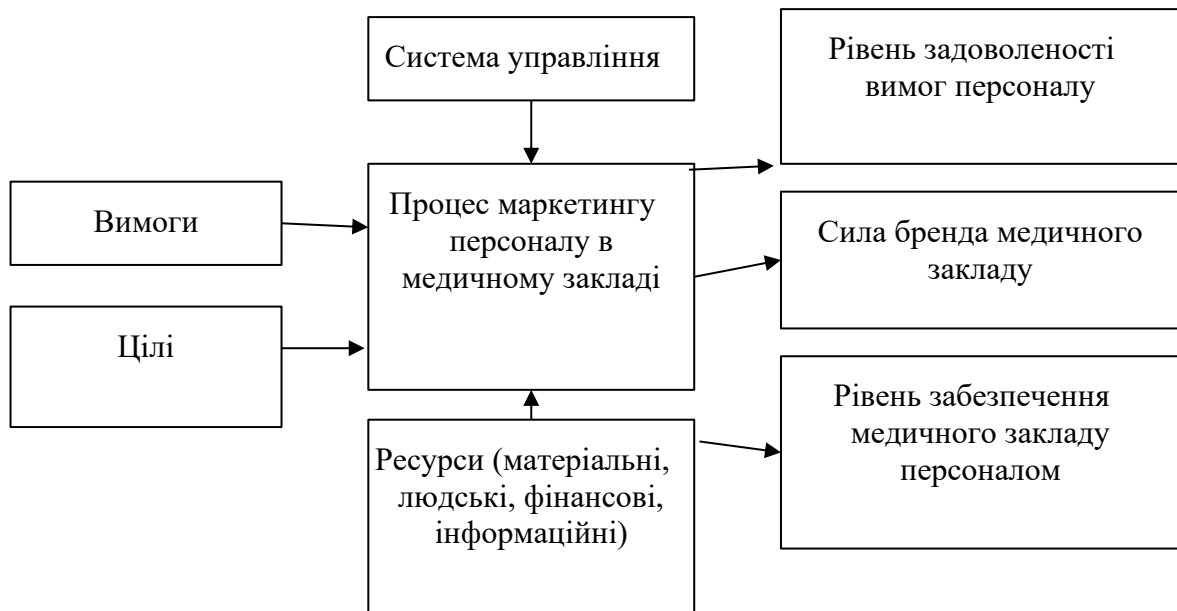 Система управління
Рівень задоволеності
вимог персоналу
Вимоги
Процес маркетингу
персоналу в
медичному закладі
Сила бренда медичного
закладу
Цілі
Ресурси (матеріальні,
людські, фінансові,
інформаційні)
Рівень забезпечення
медичного закладу
персоналом